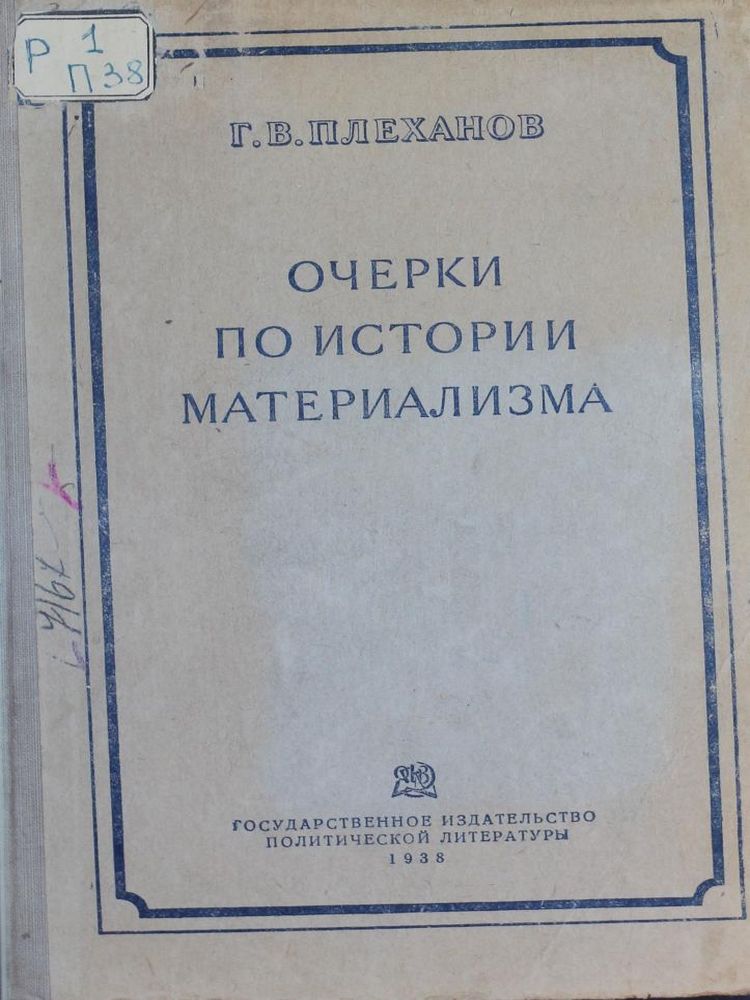 Р 1
П38
Г.В.ПЛЕХАНОВ
ОЧЕРКИ
ПО ИСТОРИИ
МАТЕРИАЛИЗМА
ГОСУДАРСТВЕННОЕ ИЗДАТЕЛЬСТВО
ПОЛИТИЧЕСКОЙ ЛИТЕРАТУРЫ
1938